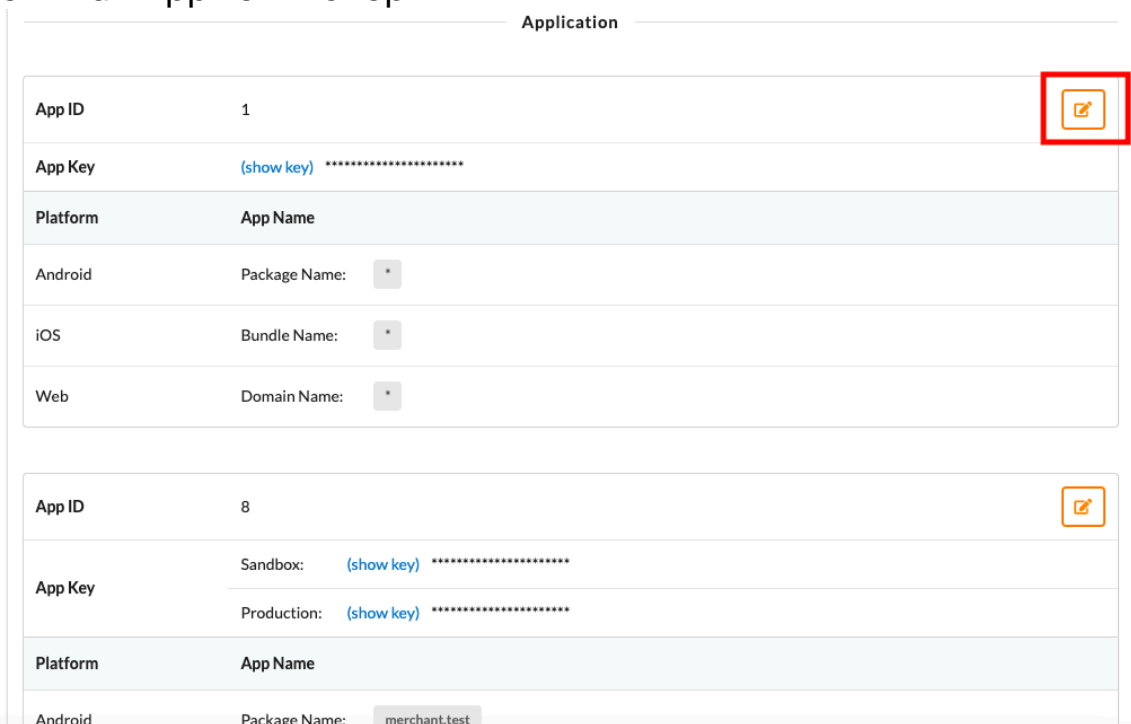 Application
App ID 1
App Key (show key) **********************
Platform App Name
Android Package Name: *
iOS Bundle Name: *
Web Domain Name: *
App ID 8
App Key
Sandbox: (show key) **********************
Production: (show key) **********************
Platform App Name
Android Package Name: merchant.test